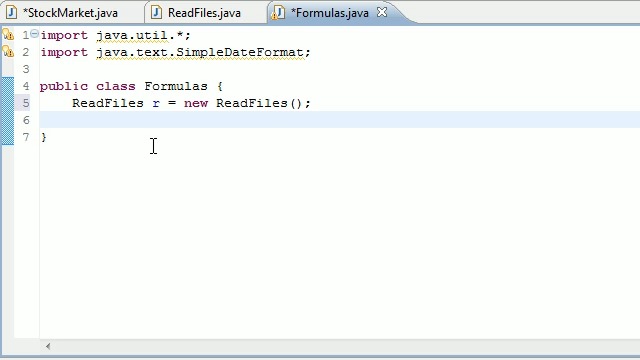 *StockMarket.java ReadFiles.java *Formulas.java
1 import java.util.*;
2 import java.text.SimpleDateFormat;
3
4 public class Formulas {
5 ReadFiles r = new ReadFiles();
6
7 }